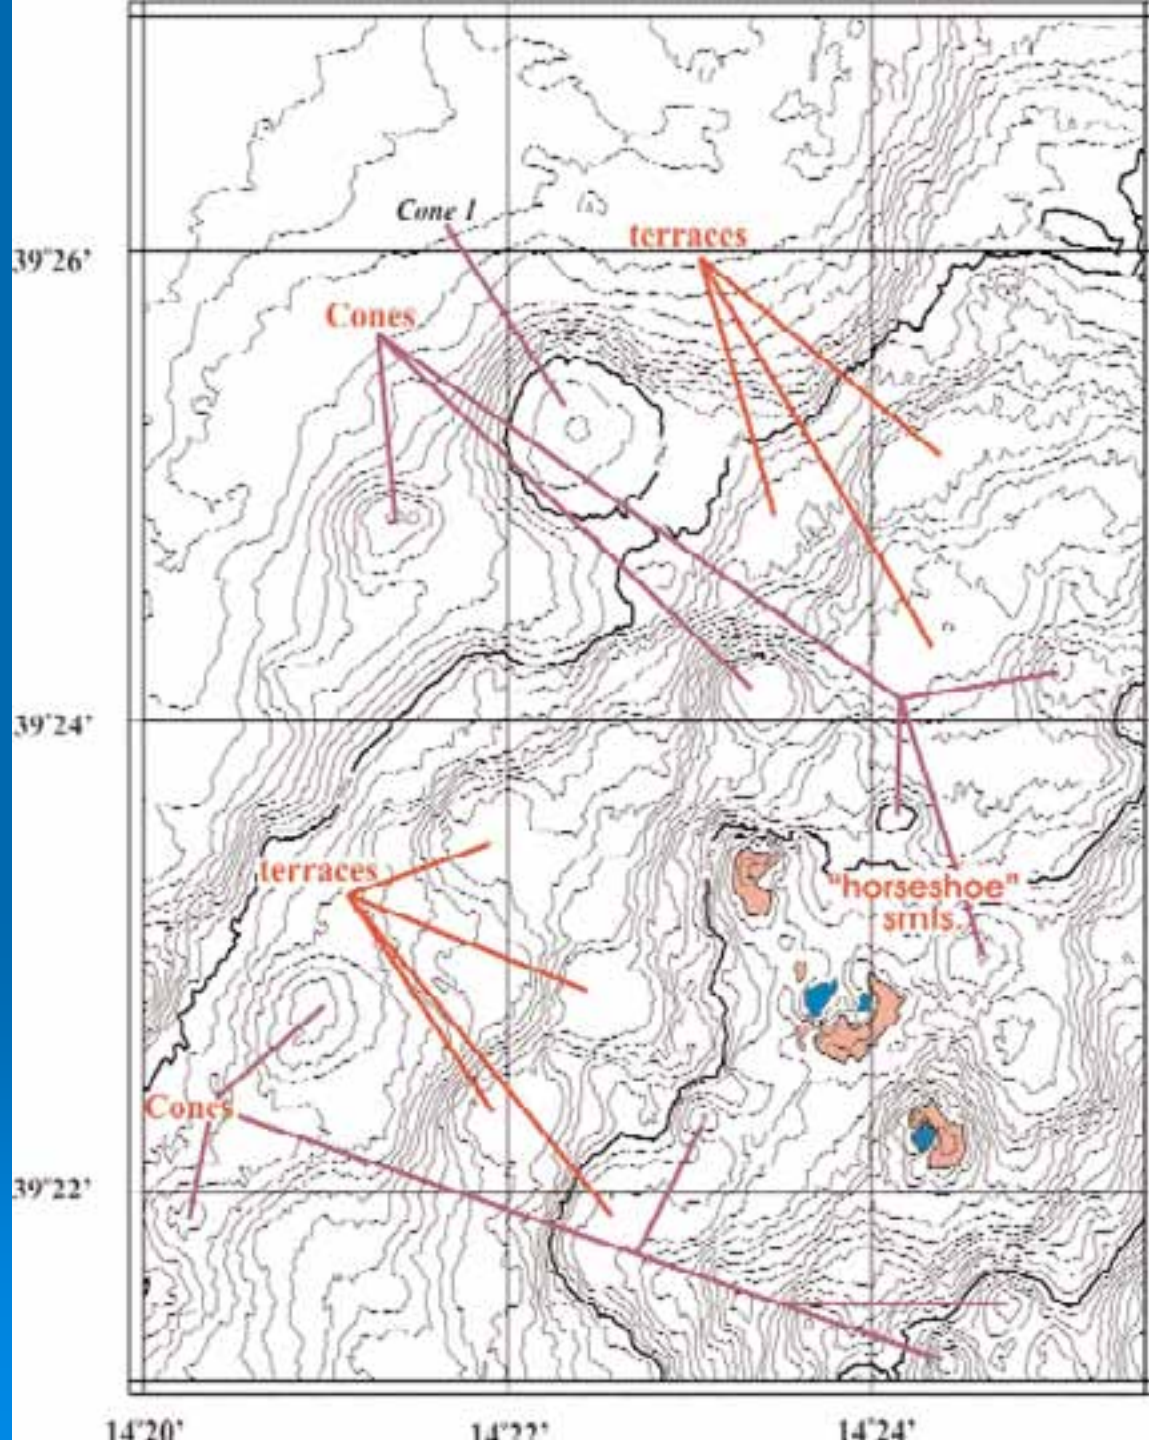 Cone 1
terraces
39°26'
Cones
39°24'
terraces
"horseshoe"
smts.
Cones
39°22'
14°20'
14°22'
14°24'